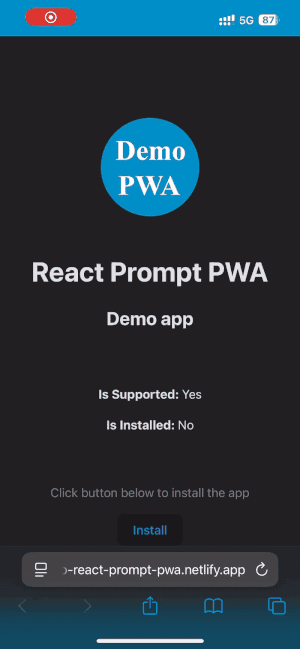 5G 87
Demo
PWA
React Prompt PWA
Demo app
Is Supported: Yes
Is Installed: No
Click button below to install the app
Install
-react-prompt-pwa.netlify.app